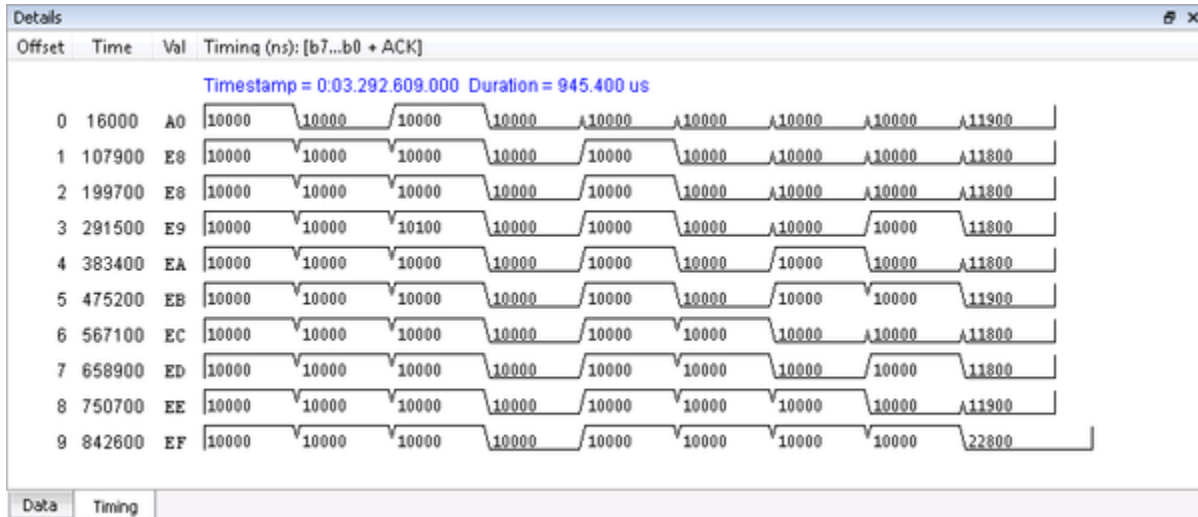 Details
Offset Time Val Timing (ns): [b7...b0 + ACK]
Timestamp = 0:03.292.609.000 Duration = 945.400 us
0 16000 A0 10000 10000 10000 10000 10000 10000 10000 10000 11900
1 107900 E8 10000 10000 10000 10000 10000 10000 10000 10000 11800
2 199700 E8 10000 10000 10000 10000 10000 10000 10000 10000 11800
3 291500 E9 10000 10000 10100 10000 10000 10000 10000 10000 11800
4 383400 EA 10000 10000 10000 10000 10000 10000 10000 10000 11800
5 475200 EB 10000 10000 10000 10000 10000 10000 10000 10000 11900
6 567100 EC 10000 10000 10000 10000 10000 10000 10000 10000 11800
7 658900 ED 10000 10000 10000 10000 10000 10000 10000 10000 11800
8 750700 EE 10000 10000 10000 10000 10000 10000 10000 10000 11900
9 842600 EF 10000 10000 10000 10000 10000 10000 10000 10000 22800
Data Timing